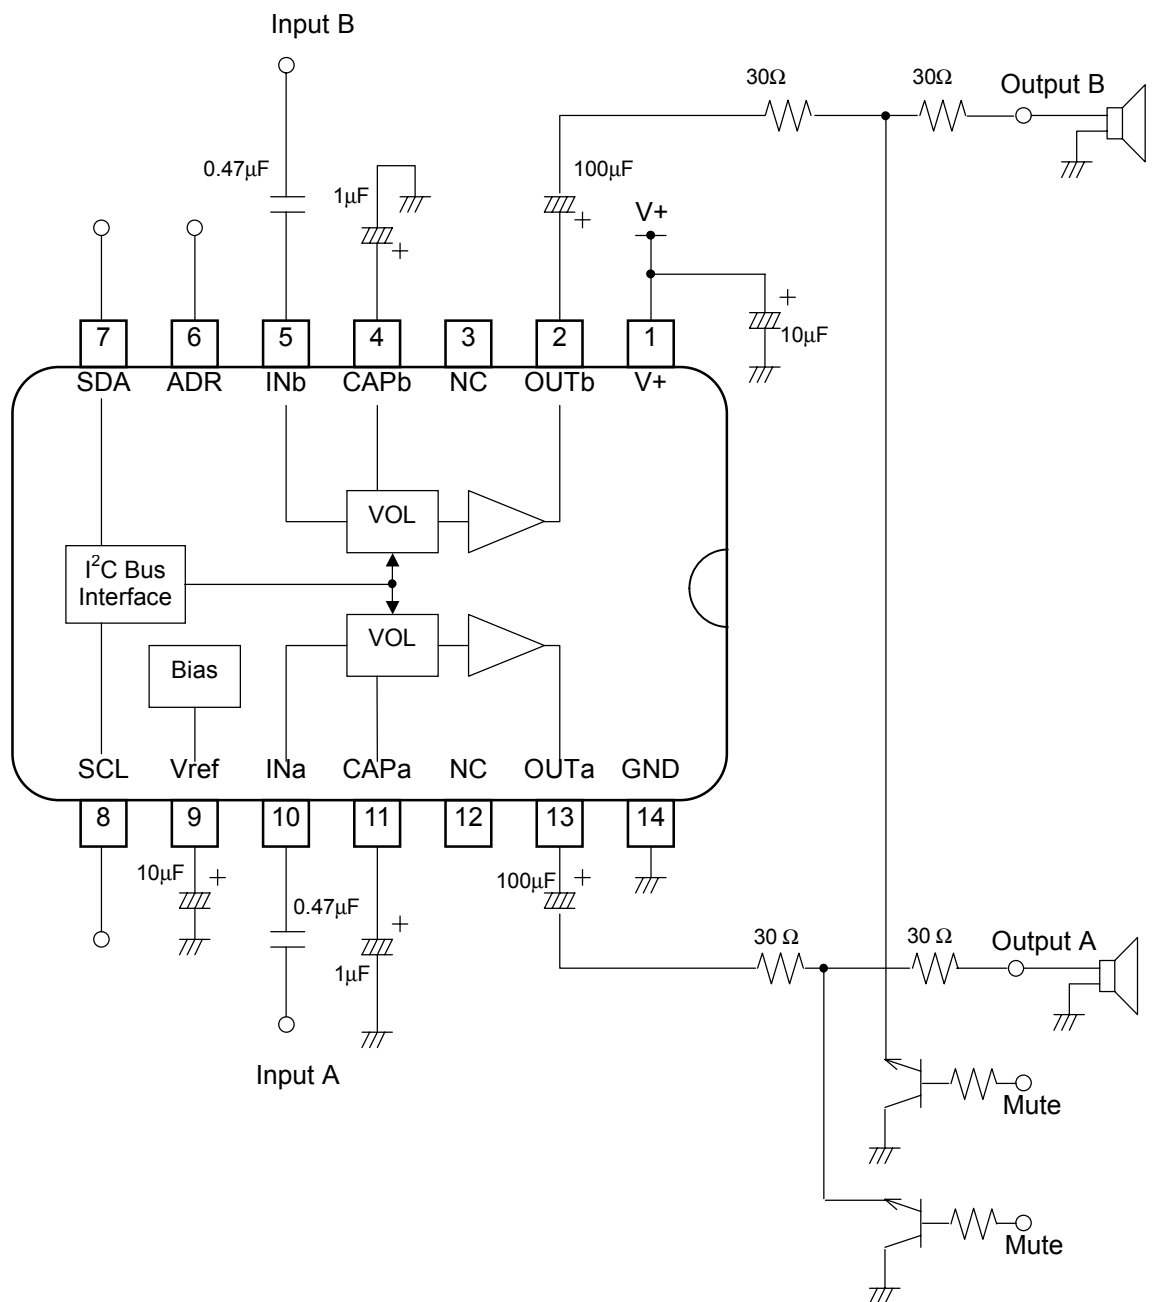 Input B
30Ω
30Ω
Output B
0.47μF
1μF
+
100μF
+
V+
+
10μF
7
6
5
4
3
2
1
SDA
ADR
INb
CAPb
NC
OUTb
V+
VOL
I²C Bus
Interface
VOL
Bias
SCL
Vref
INa
CAPa
NC
OUTa
GND
8
9
10
11
12
13
14
10μF
+
0.47μF
+
1μF
100μF
+
30 Ω
30 Ω
Output A
Input A
Mute
Mute